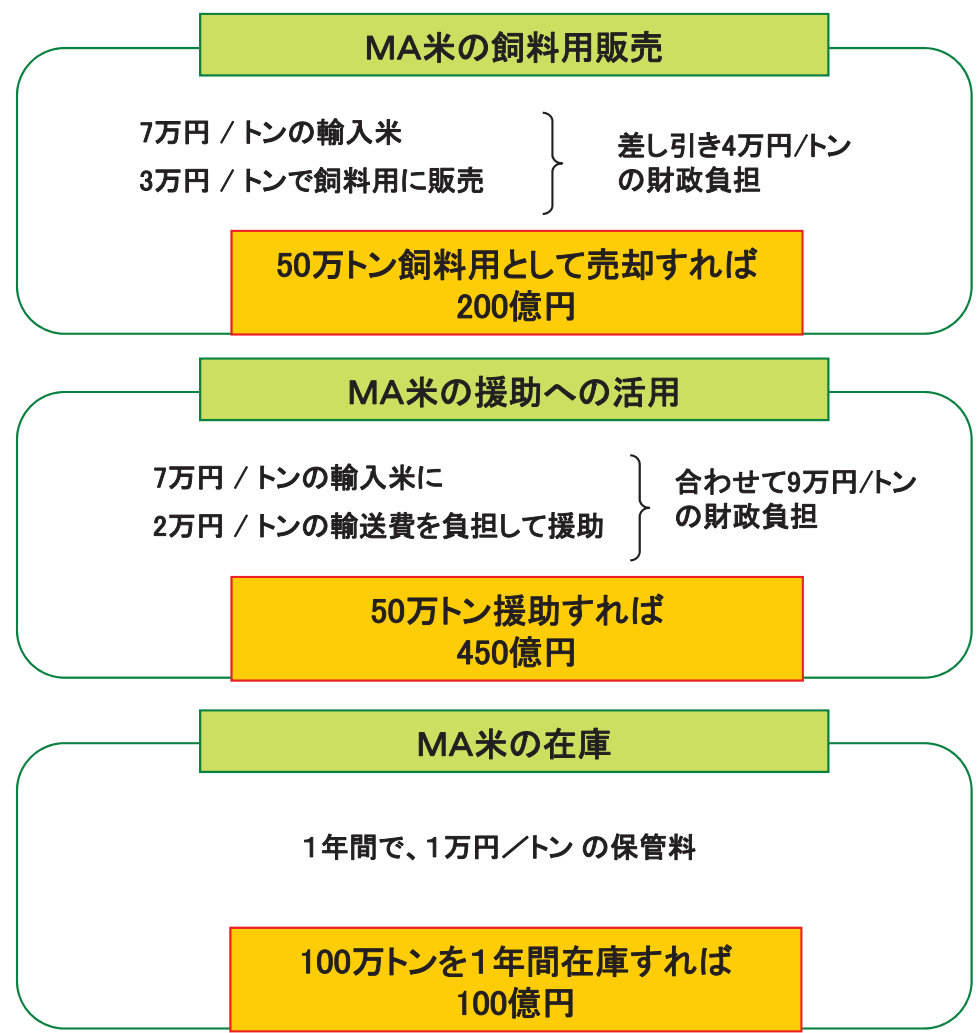 MA米の飼料用販売
7万円 / トンの輸入米
3万円 / トンで飼料用に販売
差し引き4万円/トン
の財政負担
50万トン飼料用として売却すれば
200億円
MA米の援助への活用
7万円 / トンの輸入米に
2万円 / トンの輸送費を負担して援助
合わせて9万円/トン
の財政負担
50万トン援助すれば
450億円
MA米の在庫
1年間で、1万円/トン の保管料
100万トンを1年間在庫すれば
100億円